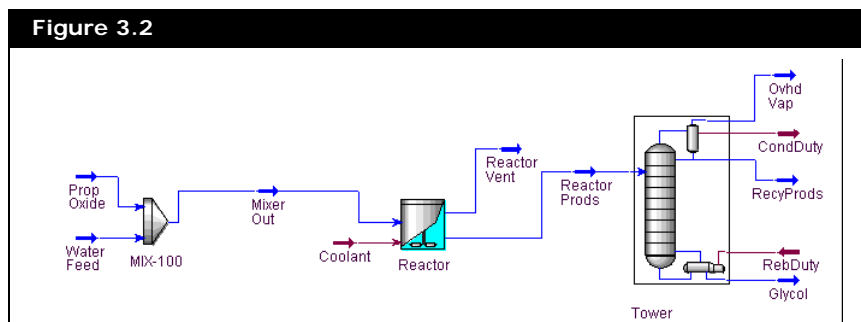 Figure 3.2
Ovhd
Vap
CondDuty
RecyProds
RebDuty
Glycol
Tower
Reactor
Vent
Reactor
Prods
Prop
Oxide
Mixer
Out
Water
Feed
MIX-100
Coolant
Reactor